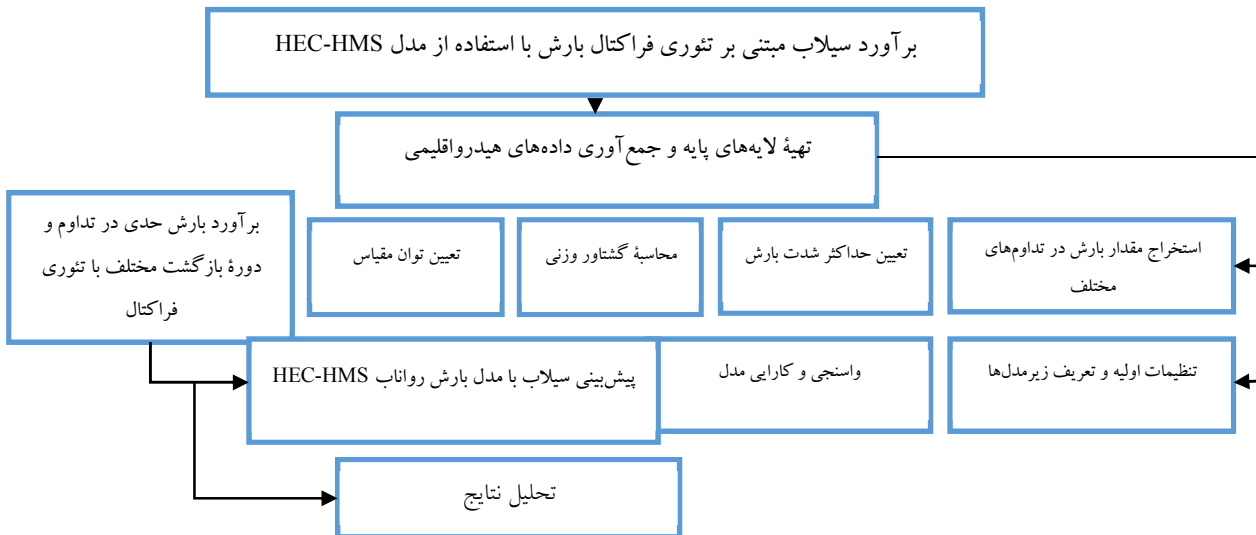 برآورد سیلاب مبتنی بر تئوری فراکتال بارش با استفاده از مدل HEC-HMS
تهیۀ لایه‌های پایه و جمع‌آوری داده‌های هیدرواقلیمی
استخراج مقدار بارش در تداوم‌های
مختلف
تعیین حداکثر شدت بارش
محاسبۀ گشتاور وزنی
تعیین توان مقیاس
برآورد بارش حدی در تداوم و
دورۀ بازگشت مختلف با تئوری
فراکتال
تنظیمات اولیه و تعریف زیرمدل‌ها
واسنجی و کارایی مدل
پیش‌بینی سیلاب با مدل بارش رواناب HEC-HMS
تحلیل نتایج